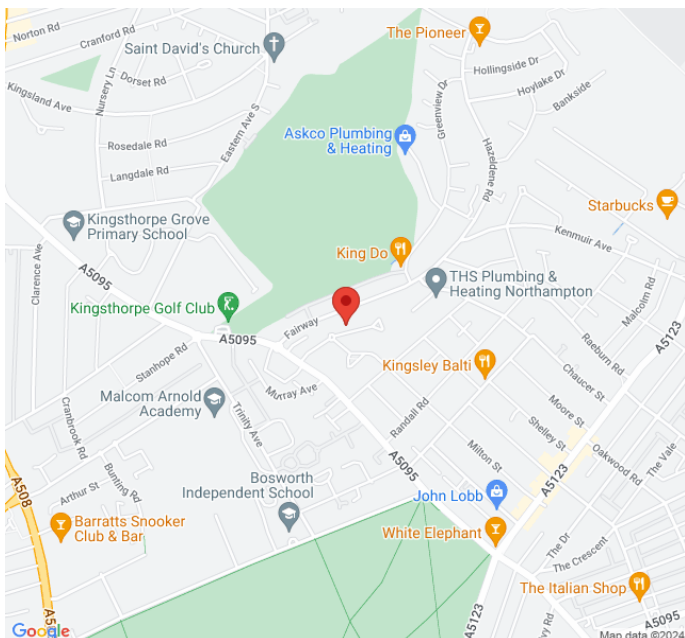 Norton Rd
Cranford Rd
Saint David's Church
The Pioneer
Hollingside Dr
Hoylake Dr
Bankside
Greenview Dr
Dorset Rd
Nursery Ln
Kingsland Ave
Eastern Ave S
Askco Plumbing
& Heating
Rosedale Rd
Langdale Rd
Hazeldene Rd
Starbucks
Kingsthorpe Grove
Primary School
Kenmuir Ave
King Do
Clarence Ave
A5095
THS Plumbing &
Heating Northampton
Malcolm Rd
A5123
Kingsthorpe Golf Club
Fairway
A5095
Raeburn Rd
Stanhope Rd
Kingsley Balti
Chaucer St
Murray Ave
Malcom Arnold
Academy
Moore St
Cranbrook Rd
Trinity Ave
Randall Rd
Shelley St
Oakwood Rd
The Vale
Milton St
A5095
Bunting Rd
Arthur St
A508
Bosworth
Independent School
A5123
John Lobb
Barratts Snooker
Club & Bar
White Elephant
The Dr
The Crescent
The Italian Shop
A5123
A5095
Google
Map data ©2024